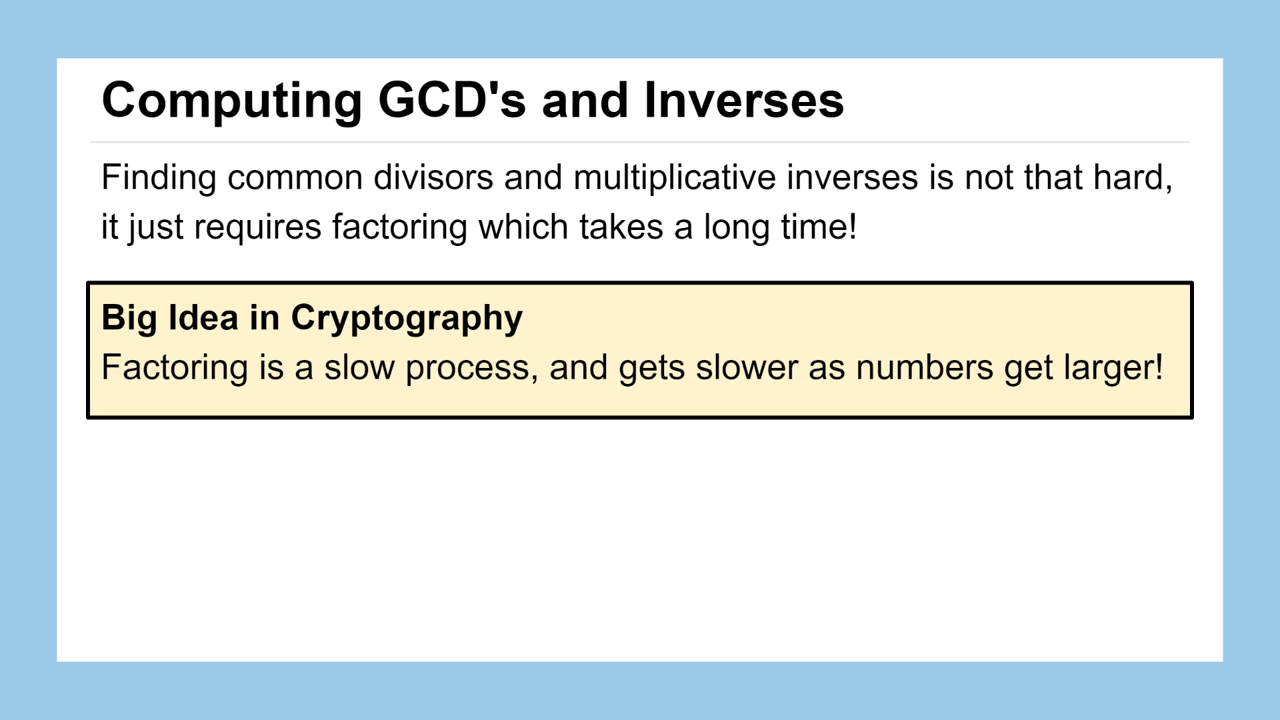 Computing GCD's and Inverses
Finding common divisors and multiplicative inverses is not that hard,
it just requires factoring which takes a long time!
Big Idea in Cryptography
Factoring is a slow process, and gets slower as numbers get larger!